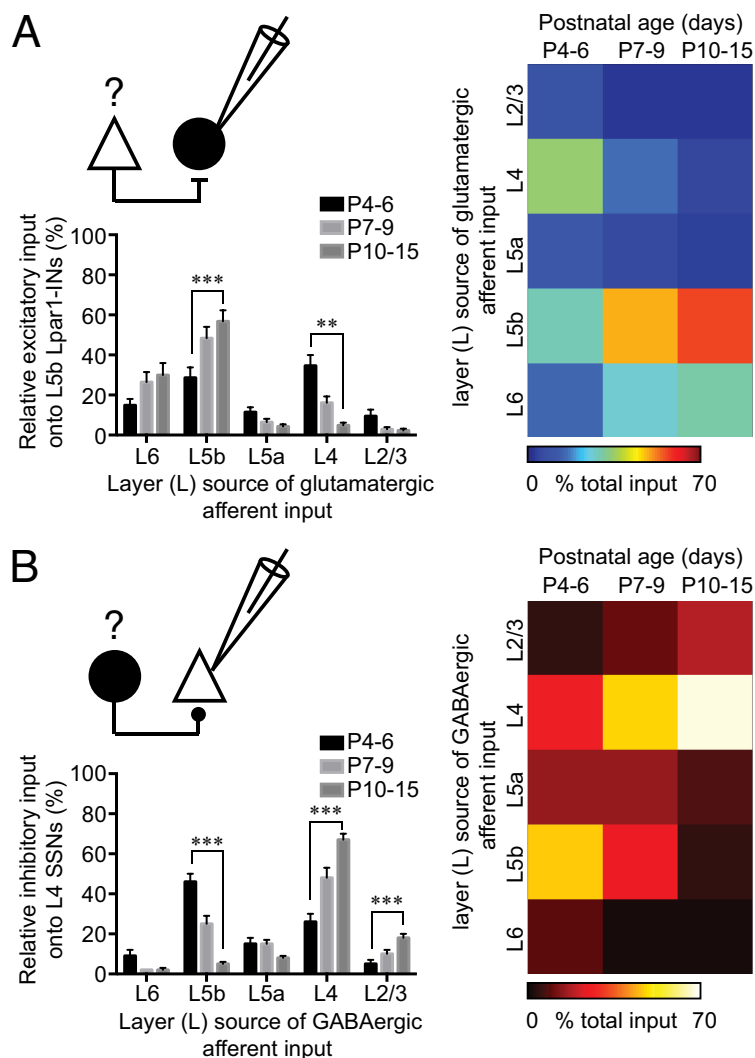 A
?
P4-6
P7-9
P10-15
100
80
60
40
20
0
***
**
Relative excitatory input
onto L5b Lpar1-INs (%)
L6 L5b L5a L4 L2/3
Layer (L) source of glutamatergic
afferent input
Postnatal age (days)
P4-6 P7-9 P10-15
L2/3
L4
L5a
L5b
L6
layer (L) source of glutamatergic
afferent input
0 % total input 70
B
?
P4-6
P7-9
P10-15
100
80
60
40
20
0
***
***
***
Relative inhibitory input
onto L4 SSNs (%)
L6 L5b L5a L4 L2/3
Layer (L) source of GABAergic
afferent input
Postnatal age (days)
P4-6 P7-9 P10-15
L2/3
L4
L5a
L5b
L6
layer (L) source of GABAergic
afferent input
0 % total input 70